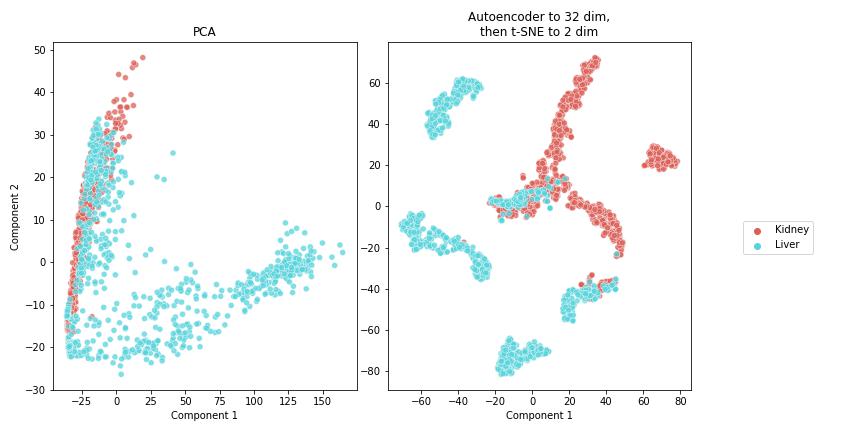 PCA
50
40
30
20
10
0
−10
−20
−30
Component 2
−25 0 25 50 75 100 125 150
Component 1
Autoencoder to 32 dim,
then t-SNE to 2 dim
60
40
20
0
−20
−40
−60
−80
−60 −40 −20 0 20 40 60 80
Component 1
Kidney
Liver